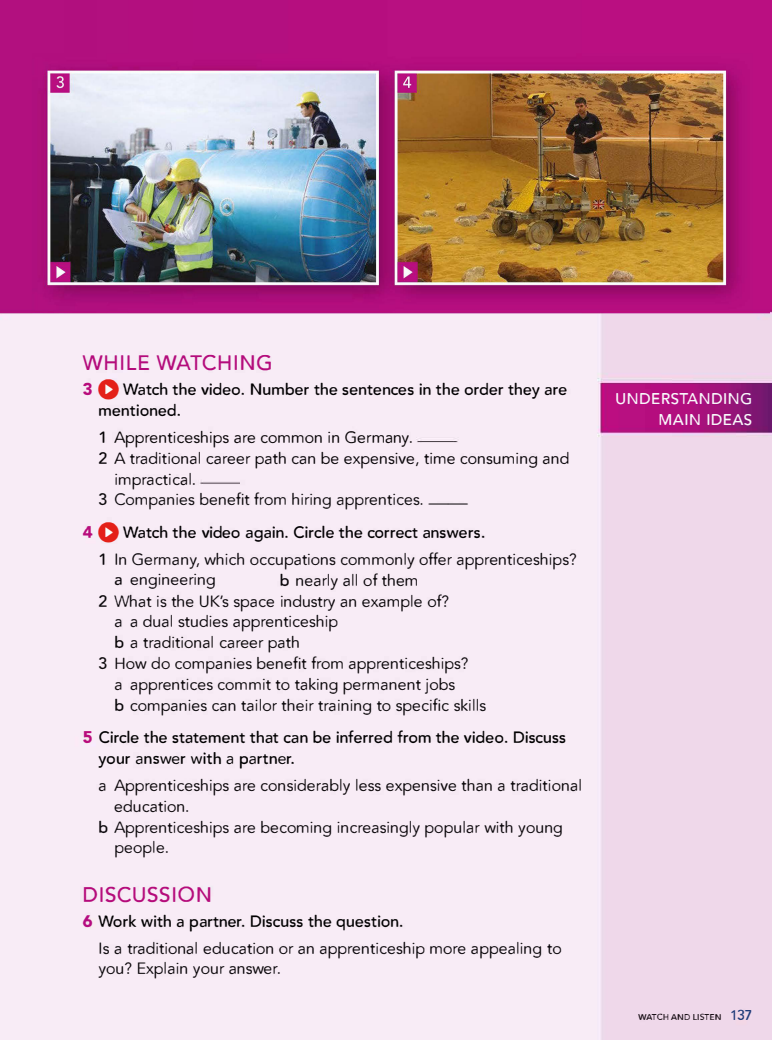 3
4
WHILE WATCHING
3 Watch the video. Number the sentences in the order they are
mentioned.
1 Apprenticeships are common in Germany. _____
2 A traditional career path can be expensive, time consuming and
impractical. _____
3 Companies benefit from hiring apprentices. _____
UNDERSTANDING
MAIN IDEAS
4 Watch the video again. Circle the correct answers.
1 In Germany, which occupations commonly offer apprenticeships?
a engineering b nearly all of them
2 What is the UK's space industry an example of?
a a dual studies apprenticeship
b a traditional career path
3 How do companies benefit from apprenticeships?
a apprentices commit to taking permanent jobs
b companies can tailor their training to specific skills
5 Circle the statement that can be inferred from the video. Discuss
your answer with a partner.
a Apprenticeships are considerably less expensive than a traditional
education.
b Apprenticeships are becoming increasingly popular with young
people.
DISCUSSION
6 Work with a partner. Discuss the question.
Is a traditional education or an apprenticeship more appealing to
you? Explain your answer.
WATCH AND LISTEN 137